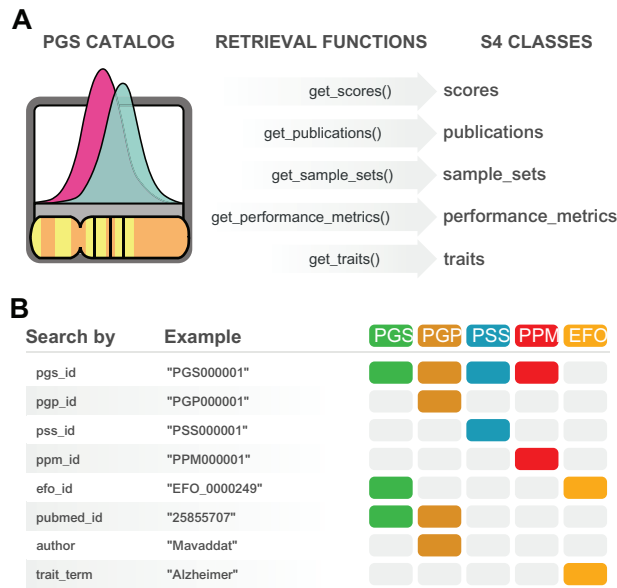 A
PGS CATALOG RETRIEVAL FUNCTIONS S4 CLASSES
get_scores() scores
get_publications() publications
get_sample_sets() sample_sets
get_performance_metrics() performance_metrics
get_traits() traits
B
Search by Example PGS PGP PSS PPM EFO
pgs_id "PGS000001"
pgp_id "PGP000001"
pss_id "PSS000001"
ppm_id "PPM000001"
efo_id "EFO_0000249"
pubmed_id "25855707"
author "Mavaddat"
trait_term "Alzheimer"